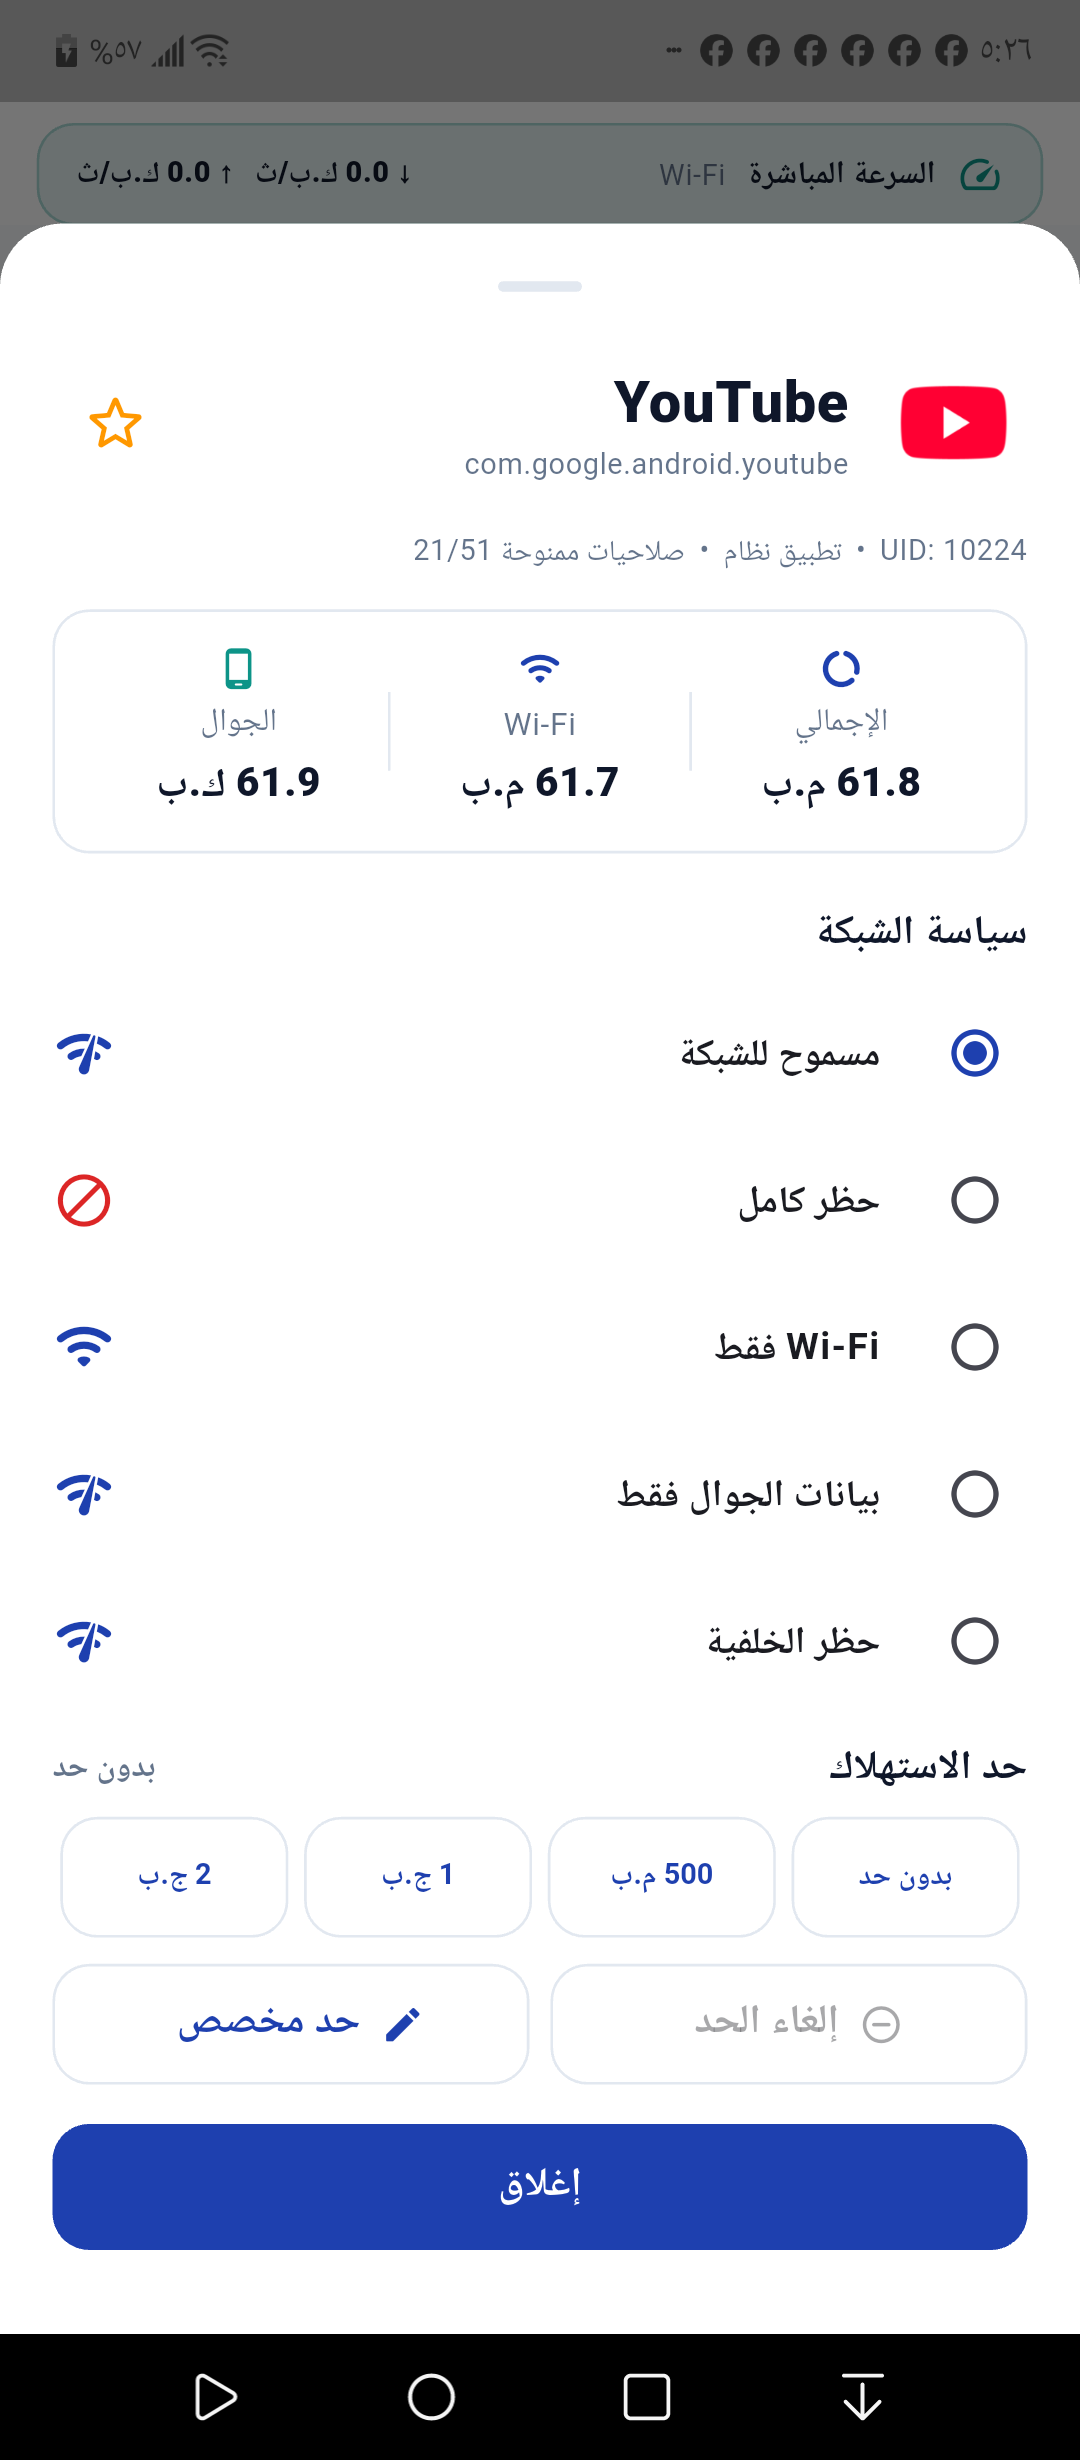 ٥:٢٦ ··· %٥٧
السرعة المباشرة Wi-Fi ↓ 0.0 ك.ب/ث ↑ 0.0 ك.ب/ث
YouTube
com.google.android.youtube
UID: 10224 • تطبيق نظام • صلاحيات ممنوحة 21/51
الإجمالي Wi-Fi الجوال
61.8 م.ب 61.7 م.ب 61.9 ك.ب
سياسة الشبكة
مسموح للشبكة
حظر كامل
Wi-Fi فقط
بيانات الجوال فقط
حظر الخلفية
حد الاستهلاك بدون حد
بدون حد 500 م.ب 1 ج.ب 2 ج.ب
إلغاء الحد حد مخصص
إغلاق